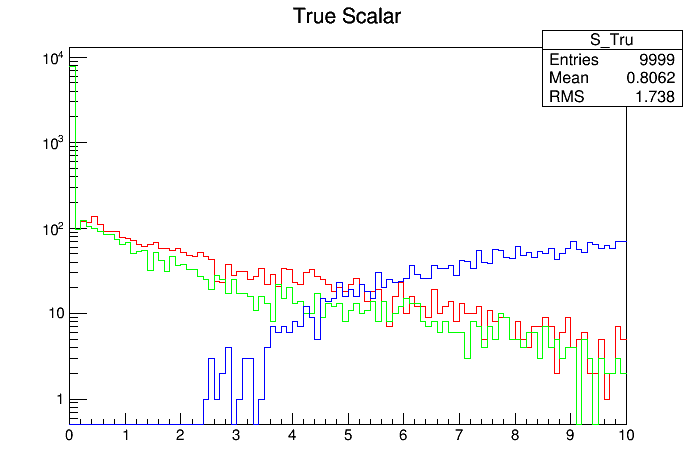 True Scalar
S_Tru
Entries 9999
Mean 0.8062
RMS 1.738
10^4
10^3
10^2
10
1
0 1 2 3 4 5 6 7 8 9 10